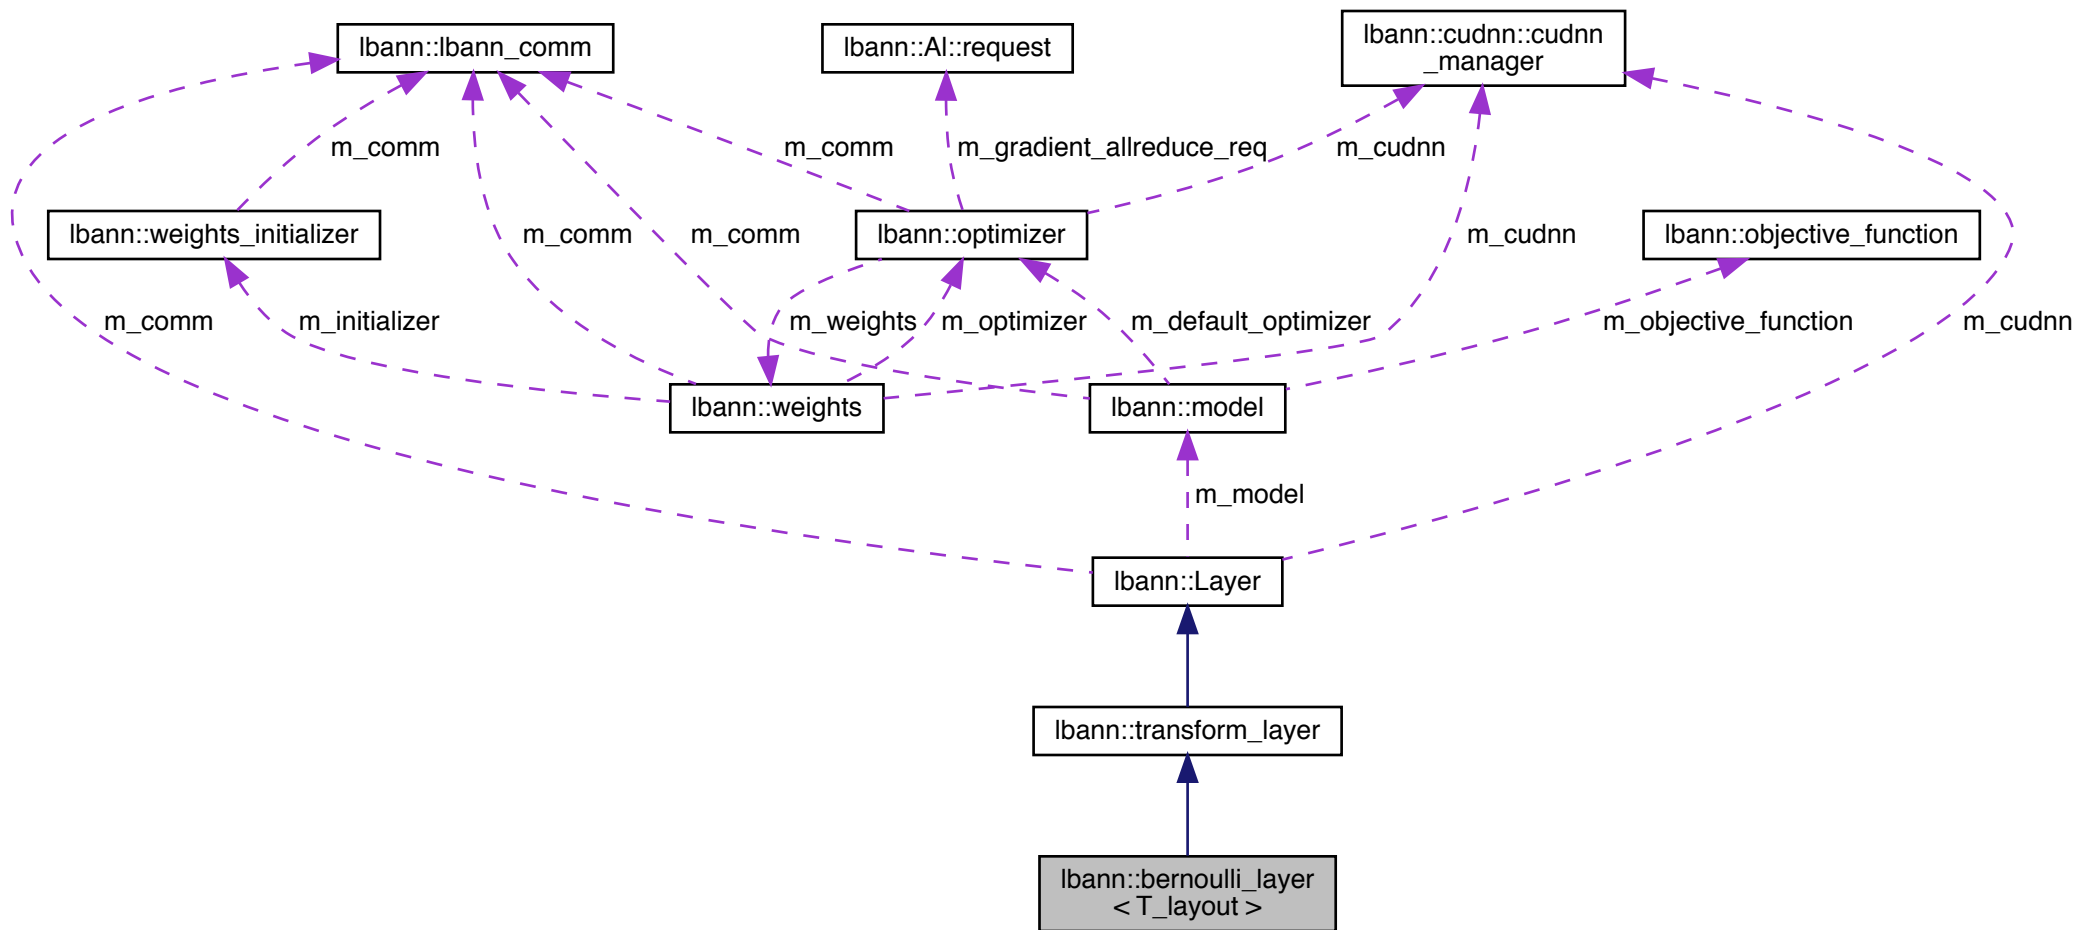 lbann::lbann_comm
lbann::Al::request
lbann::cudnn::cudnn
_manager
m_comm
m_comm
m_gradient_allreduce_req
m_cudnn
lbann::weights_initializer
m_comm
m_comm
lbann::optimizer
m_cudnn
lbann::objective_function
m_comm
m_initializer
m_weights
m_optimizer
m_default_optimizer
m_objective_function
m_cudnn
lbann::weights
lbann::model
m_model
lbann::Layer
lbann::transform_layer
lbann::bernoulli_layer
< T_layout >